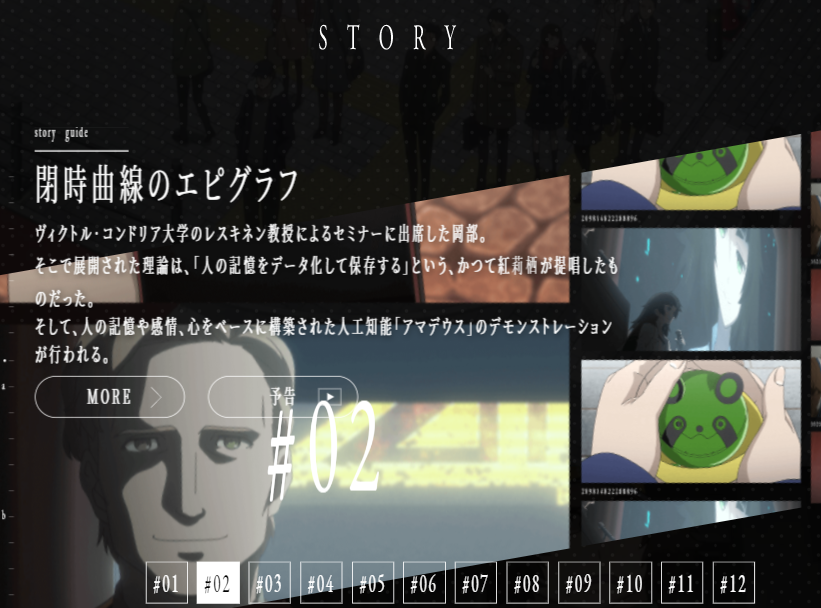 STORY
story guide
閉時曲線のエピグラフ
ヴィクトル・コンドリア大学のレスキネン教授によるセミナーに出席した岡部。
そこで展開された理論は、「人の記憶をデータ化して保存する」という、かつて紅莉栖が提唱したも
のだった。
そして、人の記憶や感情、心をベースに構築された人工知能「アマデウス」のデモンストレーション
が行われる。
MORE
予告
#02
#01 #02 #03 #04 #05 #06 #07 #08 #09 #10 #11 #12